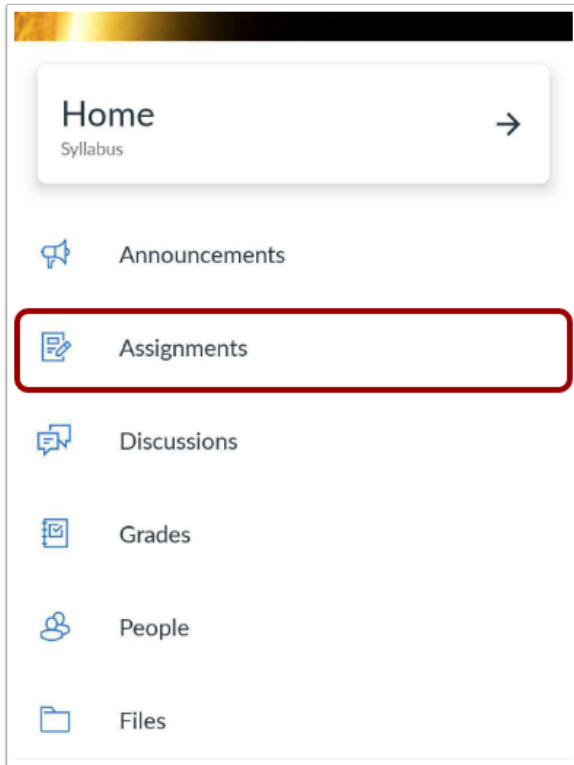 Home
Syllabus
Announcements
Assignments
Discussions
Grades
People
Files